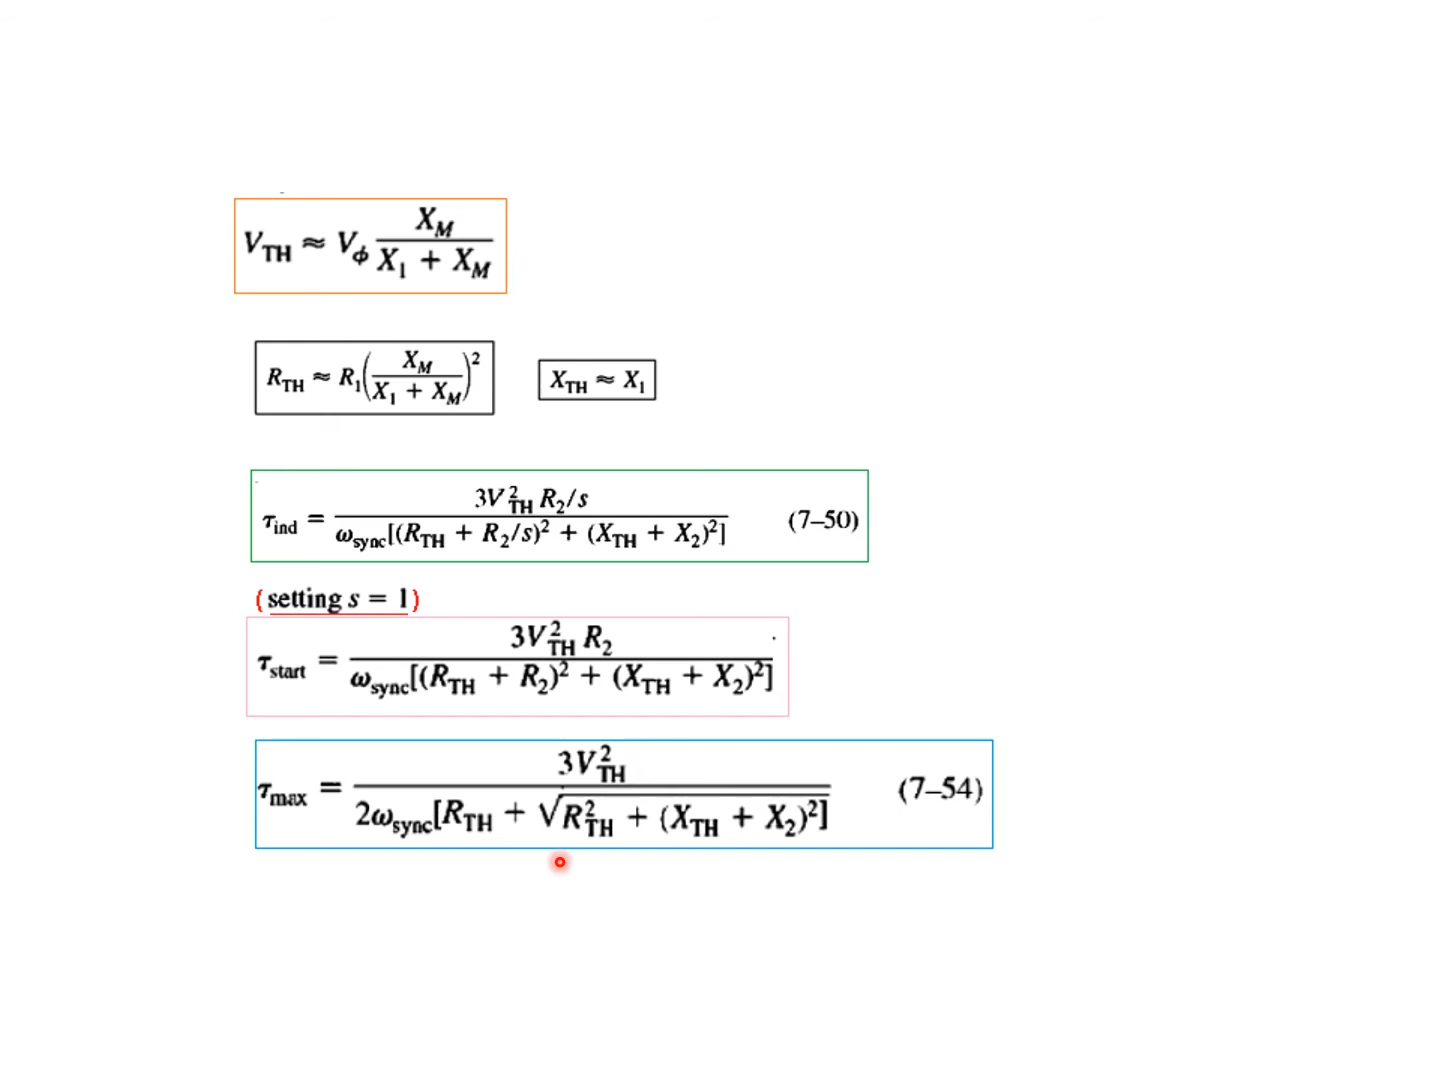 V_TH ≈ V_ϕ X_M / (X_1 + X_M)
R_TH ≈ R_1 (X_M / (X_1 + X_M))^2    X_TH ≈ X_1
τ_ind = 3V_TH^2 R_2/s / ω_sync[(R_TH + R_2/s)^2 + (X_TH + X_2)^2]    (7–50)
(setting s = 1)
τ_start = 3V_TH^2 R_2 / ω_sync[(R_TH + R_2)^2 + (X_TH + X_2)^2]
τ_max = 3V_TH^2 / 2ω_sync[R_TH + √(R_TH^2 + (X_TH + X_2)^2)]    (7–54)